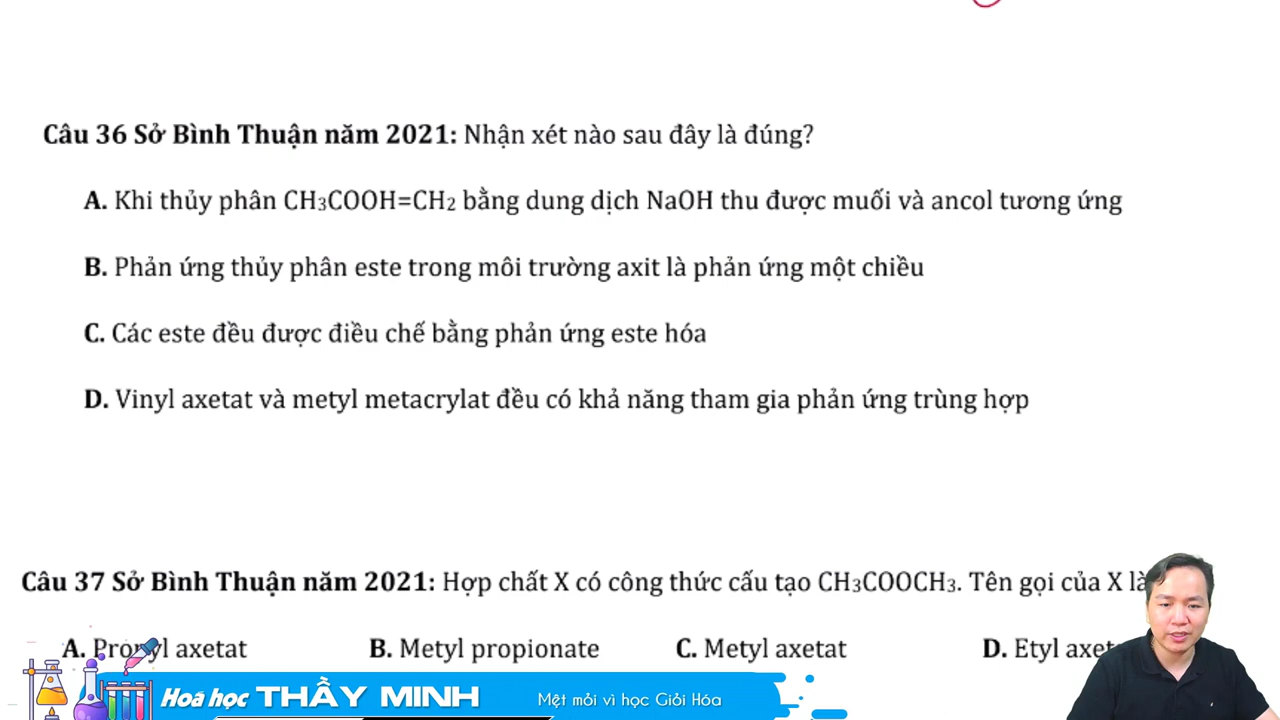 Câu 36 Sở Bình Thuận năm 2021: Nhận xét nào sau đây là đúng?
A. Khi thủy phân CH3COOH=CH2 bằng dung dịch NaOH thu được muối và ancol tương ứng
B. Phản ứng thủy phân este trong môi trường axit là phản ứng một chiều
C. Các este đều được điều chế bằng phản ứng este hóa
D. Vinyl axetat và metyl metacrylat đều có khả năng tham gia phản ứng trùng hợp
Câu 37 Sở Bình Thuận năm 2021: Hợp chất X có công thức cấu tạo CH3COOCH3. Tên gọi của X là
A. Propyl axetat B. Metyl propionate C. Metyl axetat D. Etyl
Hoá học THẦY MINH Mệt mỏi vì học Giỏi Hóa